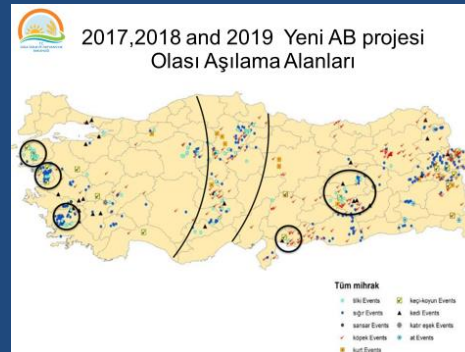 2017,2018 and 2019 Yeni AB projesi
Olası Aşılama Alanları
Tüm mihrak
tilki Events
sığır Events
sansar Events
köpek Events
kurt Events
keçi-koyun Events
kedi Events
katır eşek Events
at Events